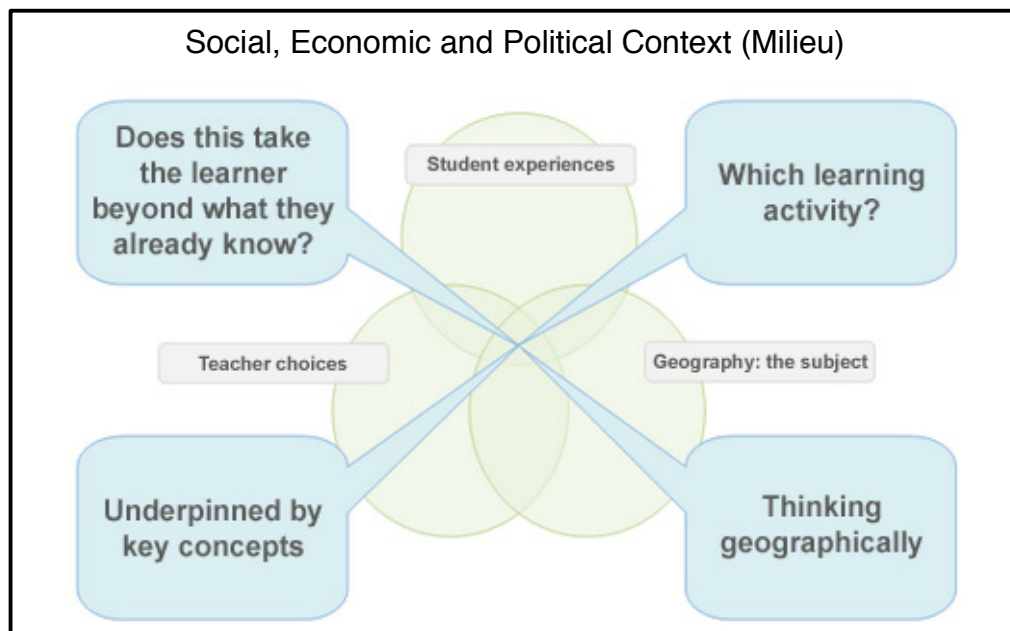 Social, Economic and Political Context (Milieu)
Does this take
the learner
beyond what they
already know?
Student experiences
Which learning
activity?
Teacher choices
Geography: the subject
Underpinned by
key concepts
Thinking
geographically